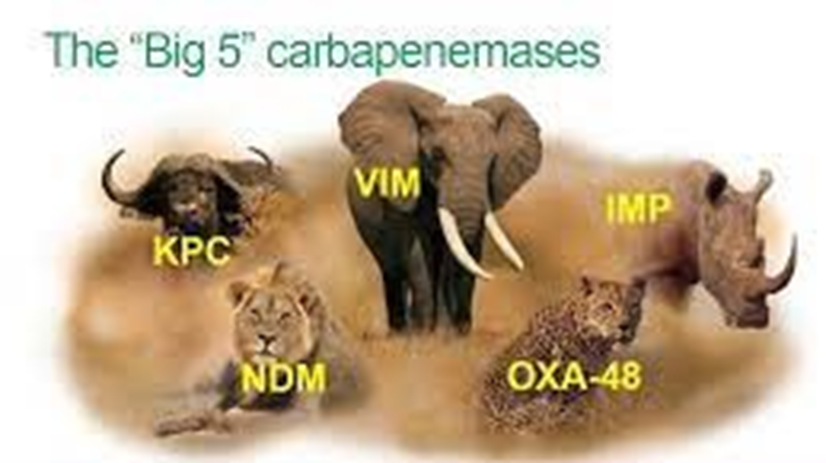 The “Big 5” carbapenemases
VIM
IMP
KPC
NDM
OXA-48